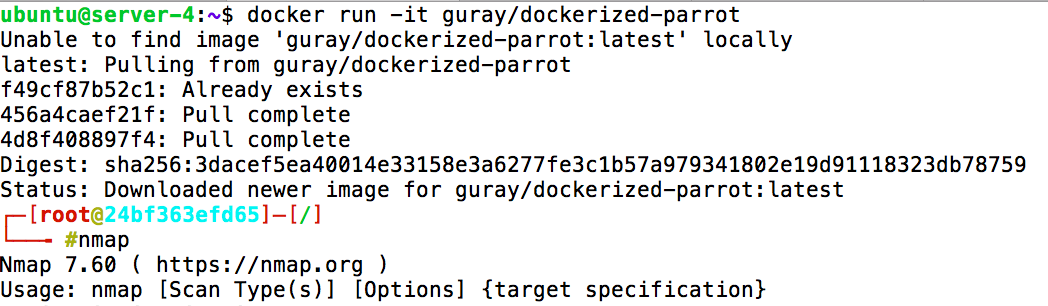 ubuntu@server-4:~$ docker run -it guray/dockerized-parrot
Unable to find image 'guray/dockerized-parrot:latest' locally
latest: Pulling from guray/dockerized-parrot
f49cf87b52c1: Already exists
456a4caef21f: Pull complete
4d8f408897f4: Pull complete
Digest: sha256:3dacef5ea40014e33158e3a6277fe3c1b57a979341802e19d91118323db78759
Status: Downloaded newer image for guray/dockerized-parrot:latest
┌─[root@24bf363efd65]─[/]
└──╼ #nmap
Nmap 7.60 ( https://nmap.org )
Usage: nmap [Scan Type(s)] [Options] {target specification}